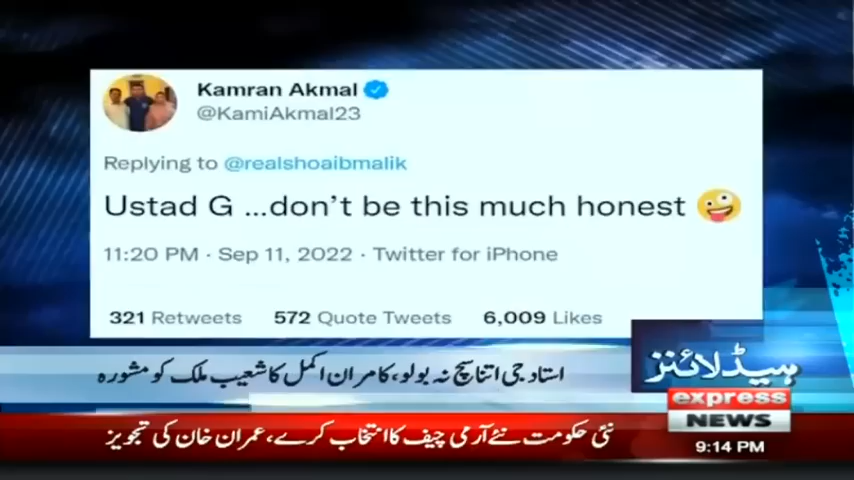 Kamran Akmal
@KamiAkmal23
Replying to @realshoaibmalik
Ustad G ...don't be this much honest 🤪
11:20 PM · Sep 11, 2022 · Twitter for iPhone
321 Retweets 572 Quote Tweets 6,009 Likes
استاد جی اتنا سچ نہ بولو، کامران اکمل کا شعیب ملک کو مشورہ
ہیڈلائنز
express
NEWS
نئی حکومت نئے آرمی چیف کا انتخاب کرے، عمران خان کی تجویز
9:14 PM